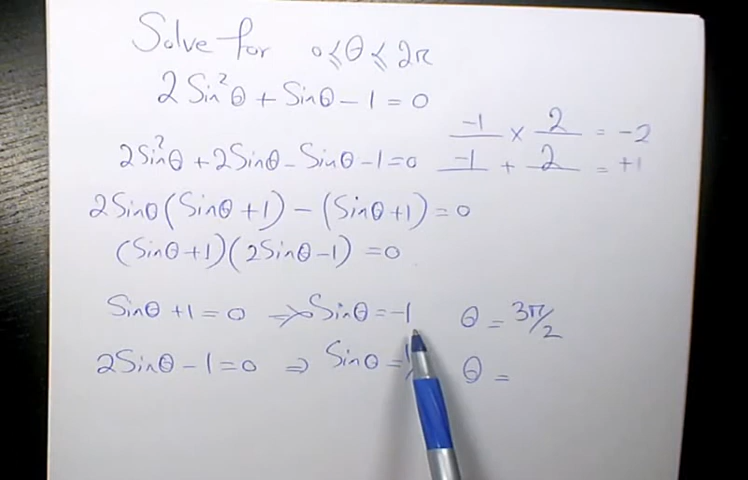 Solve for 0≤θ≤2π
2Sin²θ + Sinθ - 1 = 0
-1 × 2 = -2
2Sin²θ + 2Sinθ - Sinθ - 1 = 0
-1 + 2 = +1
2Sinθ(Sinθ + 1) - (Sinθ + 1) = 0
(Sinθ + 1)(2Sinθ - 1) = 0
Sinθ + 1 = 0 ⇒ Sinθ = -1 θ = 3π/2
2Sinθ - 1 = 0 ⇒ Sinθ = θ =